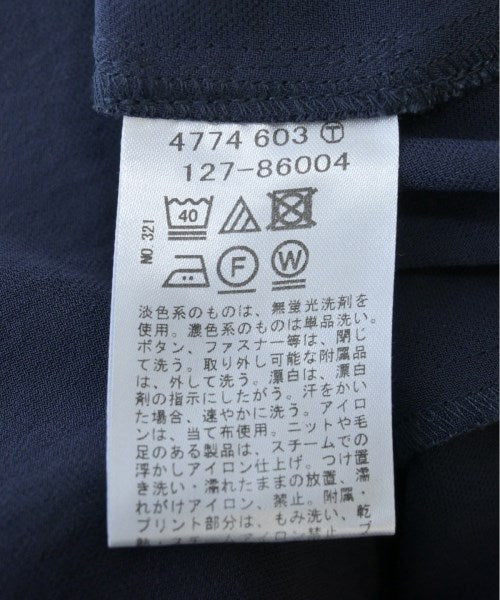 4774 603 Ⓣ
127-86004
NO.321
40
F
W
淡色系のものは、無蛍光洗剤を
使用。濃色系のものは単品洗い。
ボタン、ファスナー等は、閉じ
て洗う。取り外し可能な附属品
は、外して洗う。漂白は、漂白
剤の指示にしたがう。汗をかい
た場合、速やかに洗う。アイロ
ンは、当て布使用。ニットや毛
足のある製品は、スチームでの
浮かしアイロン仕上げ。つけ置
き洗い・濡れたままの放置、濡
れがけアイロン、禁止。附属・
プリント部分は、もみ洗い、乾